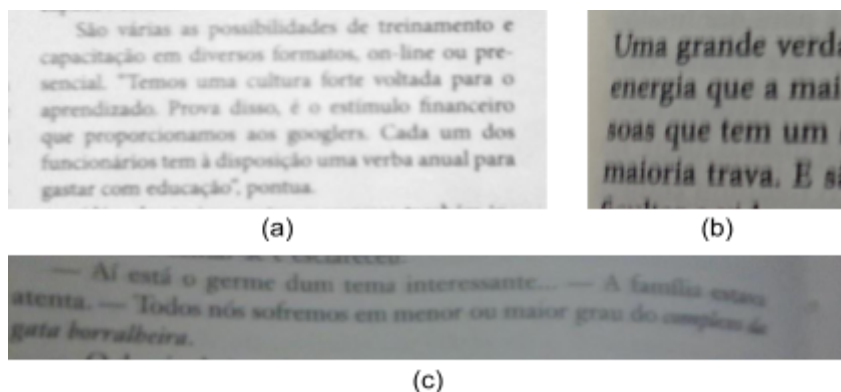 São várias as possibilidades de treinamento e
capacitação em diversos formatos, on-line ou pre-
sencial. “Temos uma cultura forte voltada para o
aprendizado. Prova disso, é o estímulo financeiro
que proporcionamos aos googlers. Cada um dos
funcionários tem à disposição uma verba anual para
gastar com educação”, pontua.
(a)
Uma grande verda
energia que a mai
soas que tem um
maioria trava. E sã
(b)
esclareceu.
— Aí está o germe dum tema interessante... — A família estava
atenta. — Todos nós sofremos em menor ou maior grau do complexo da
gata borralheira.
(c)